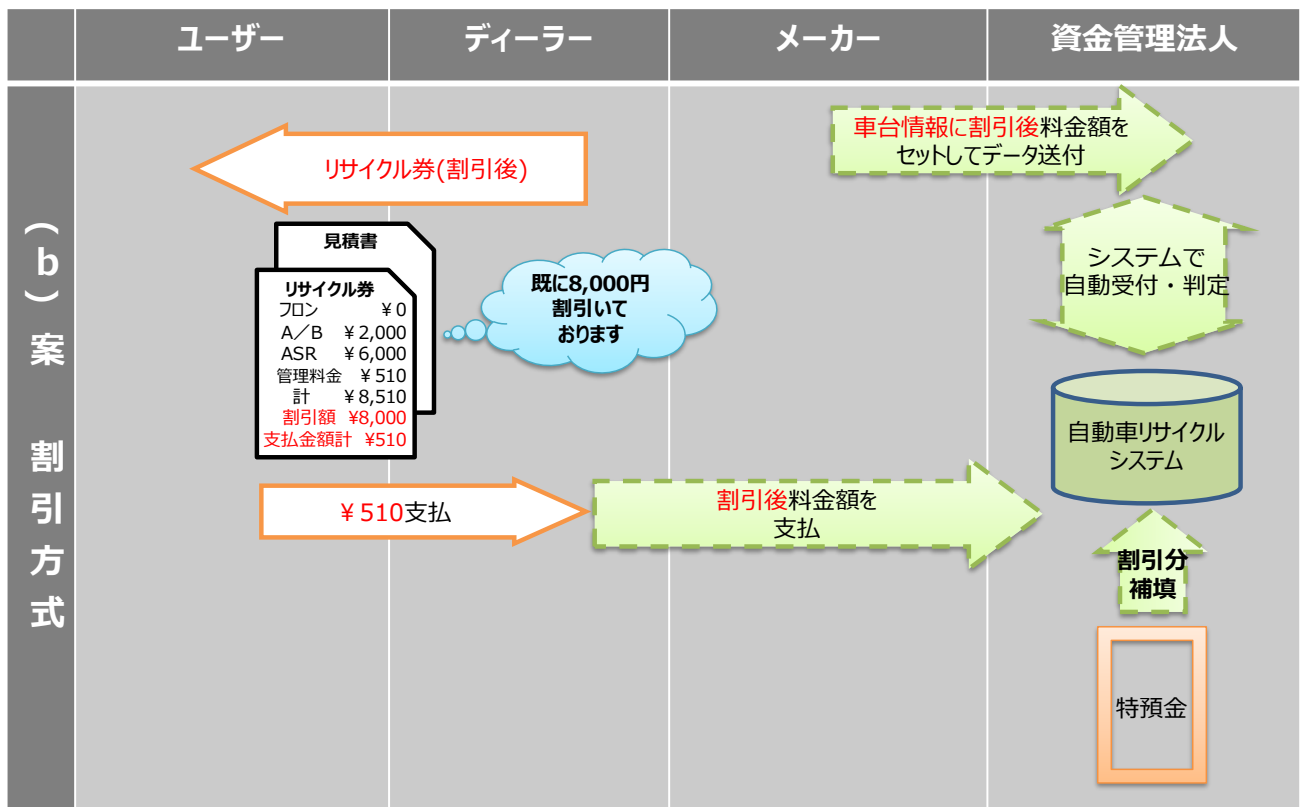 ユーザー
ディーラー
メーカー
資金管理法人
（b）案 割引方式
リサイクル券(割引後)
車台情報に割引後料金額を
セットしてデータ送付
見積書
リサイクル券
フロン ¥0
A／B ¥2,000
ASR ¥6,000
管理料金 ¥510
計 ¥8,510
割引額 ¥8,000
支払金額計 ¥510
既に8,000円
割引いて
おります
システムで
自動受付・判定
自動車リサイクル
システム
¥510支払
割引後料金額を
支払
割引分
補填
特預金